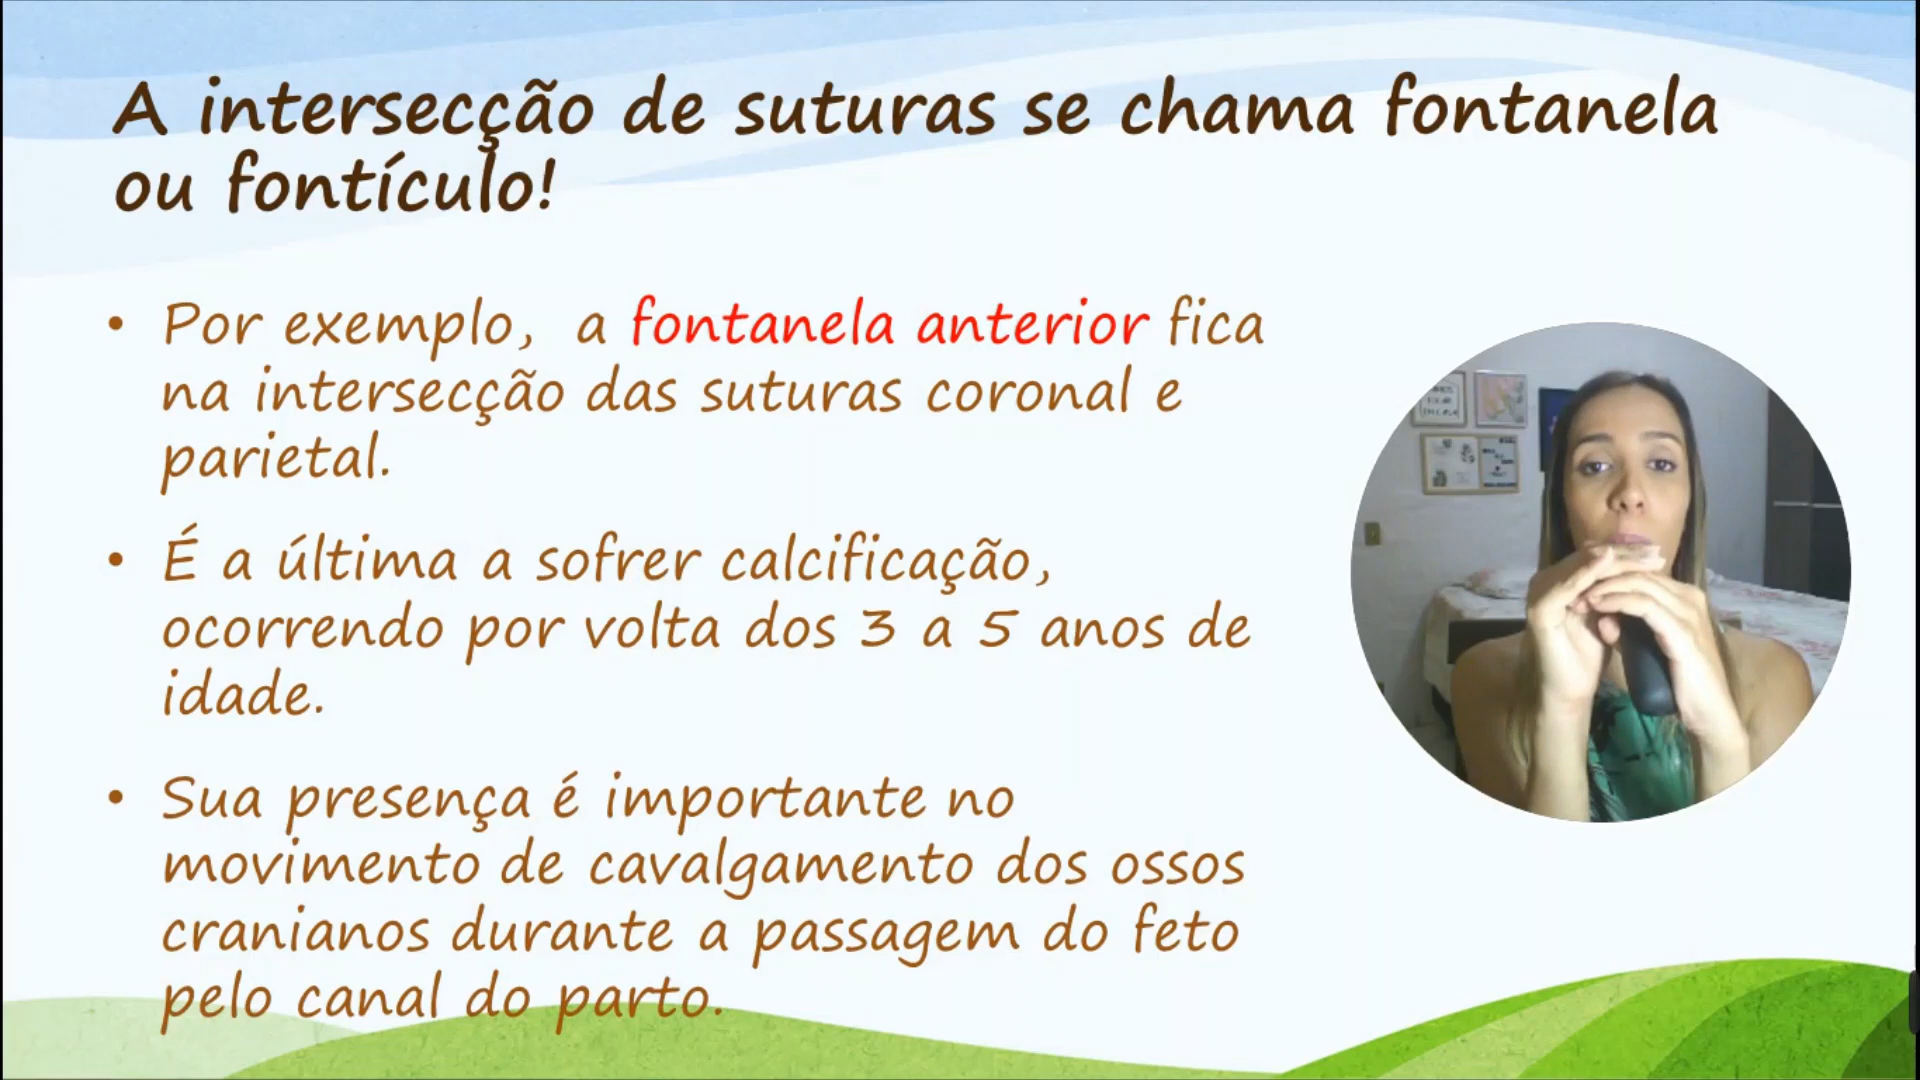 A intersecção de suturas se chama fontanela
ou fontículo!
• Por exemplo, a fontanela anterior fica
na intersecção das suturas coronal e
parietal.
• É a última a sofrer calcificação,
ocorrendo por volta dos 3 a 5 anos de
idade.
• Sua presença é importante no
movimento de cavalgamento dos ossos
cranianos durante a passagem do feto
pelo canal do parto.